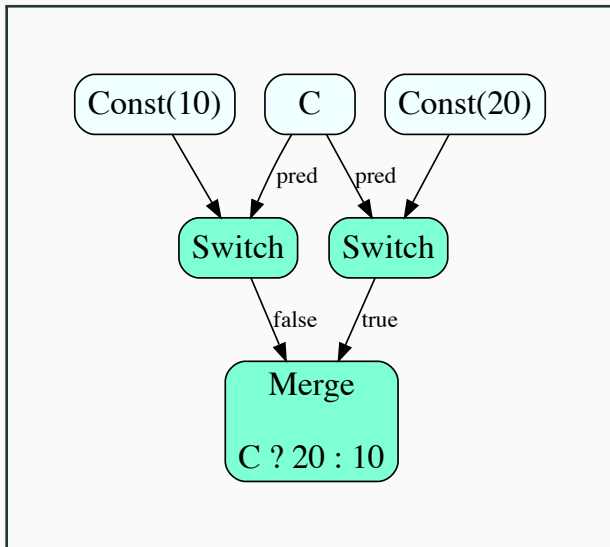 Const(10)
C
Const(20)
pred
pred
Switch
Switch
false
true
Merge
C ? 20 : 10